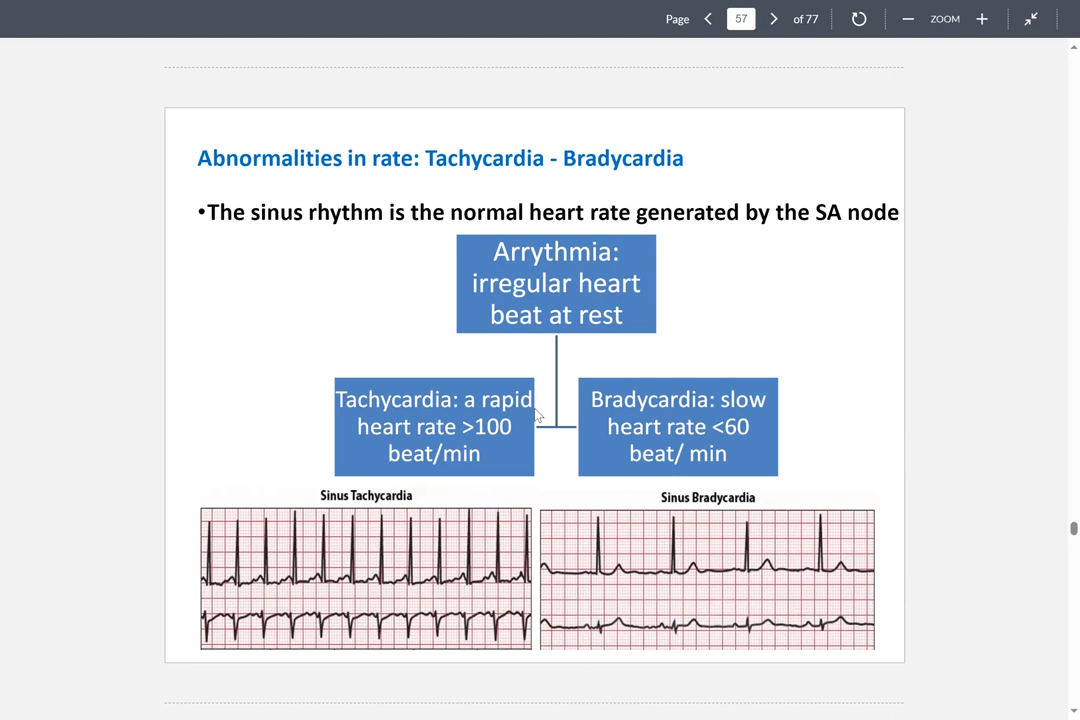 Page 57 of 77 ZOOM
Abnormalities in rate: Tachycardia - Bradycardia
•The sinus rhythm is the normal heart rate generated by the SA node
Arrythmia:
irregular heart
beat at rest
Tachycardia: a rapid
heart rate >100
beat/min
Bradycardia: slow
heart rate <60
beat/ min
Sinus Tachycardia
Sinus Bradycardia